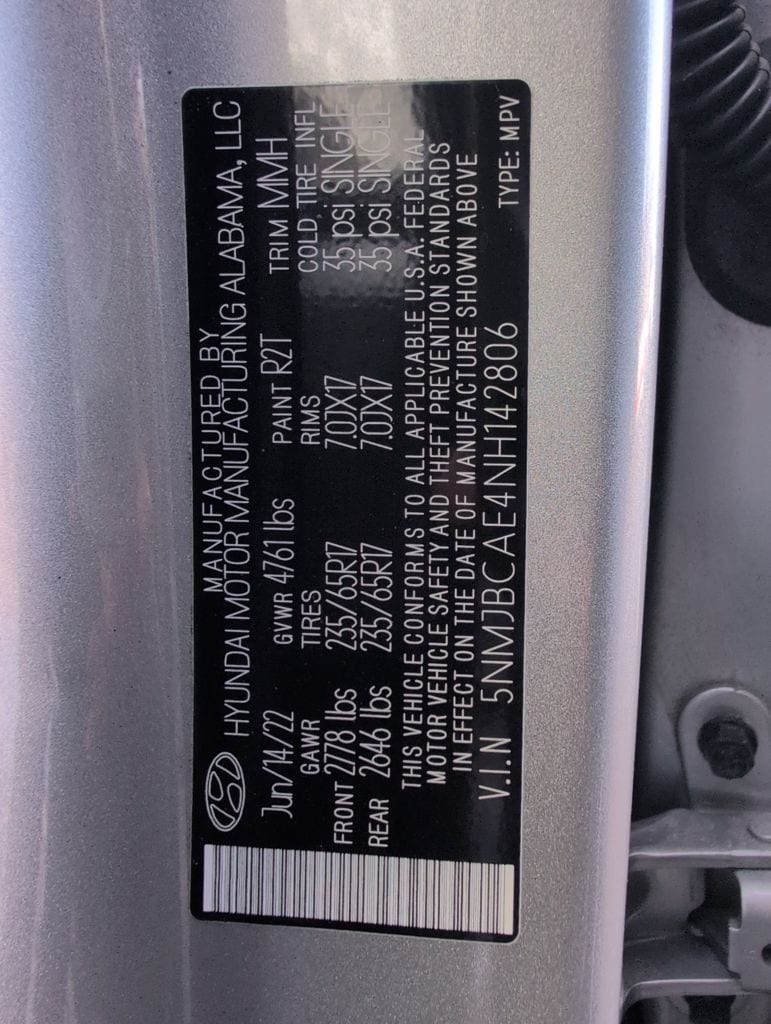 MANUFACTURED BY
HYUNDAI MOTOR MANUFACTURING ALABAMA, LLC
Jun/14/22 GVWR 4761 lbs PAINT R2T TRIM MMH
GAWR TIRES RIMS COLD TIRE INFL
FRONT 2778 lbs 235/65R17 7.0JX17 35 psi SINGLE
REAR 2646 lbs 235/65R17 7.0JX17 35 psi SINGLE
THIS VEHICLE CONFORMS TO ALL APPLICABLE U.S.A. FEDERAL
MOTOR VEHICLE SAFETY AND THEFT PREVENTION STANDARDS
IN EFFECT ON THE DATE OF MANUFACTURE SHOWN ABOVE
V.I.N 5NMJBCAE4NH142806 TYPE: MPV